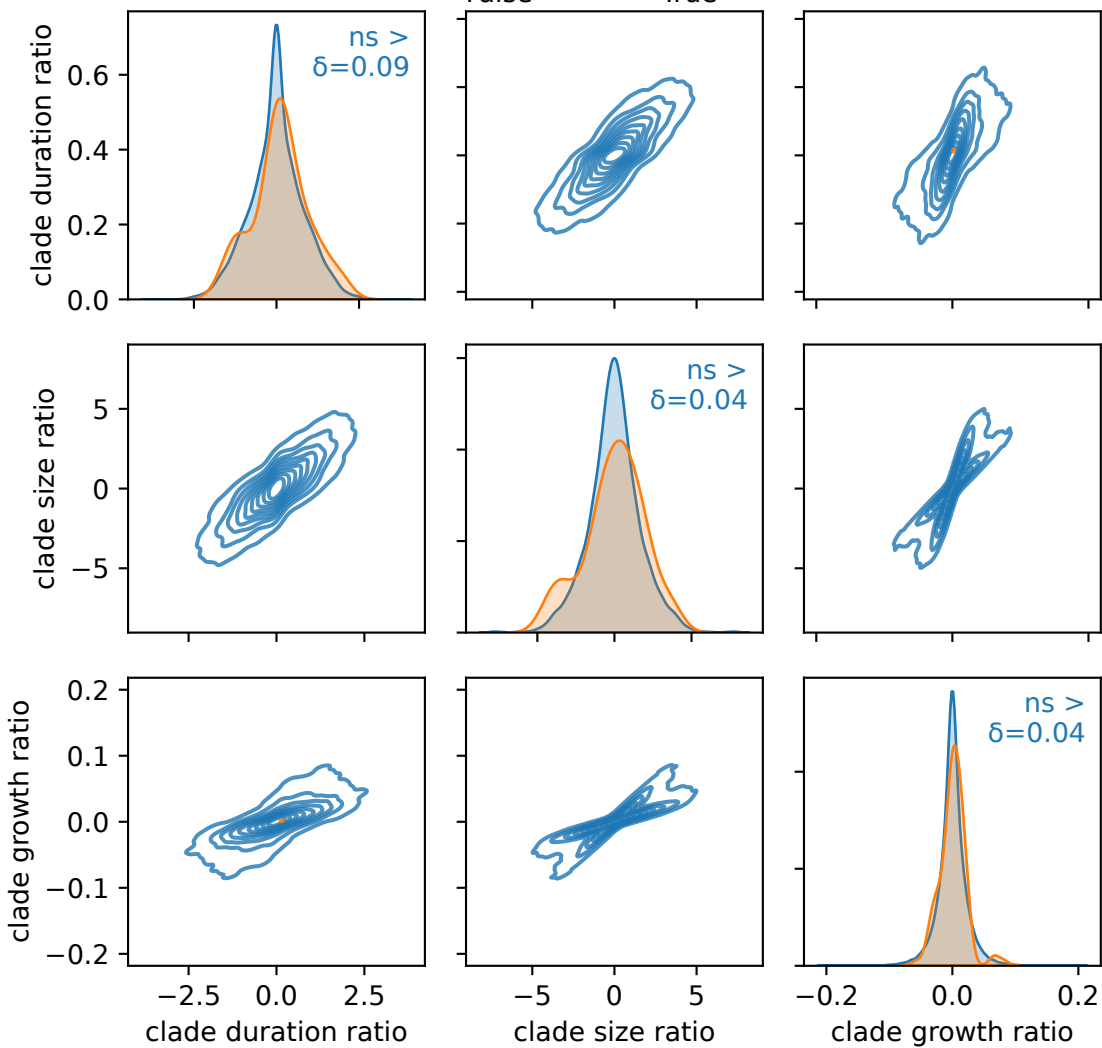 False True
clade duration ratio
0.6
0.4
0.2
0.0
ns >
δ=0.09
clade size ratio
5
0
−5
ns >
δ=0.04
clade growth ratio
0.2
0.1
0.0
−0.1
−0.2
ns >
δ=0.04
−2.5 0.0 2.5
−5 0 5
−0.2 0.0 0.2
clade duration ratio
clade size ratio
clade growth ratio